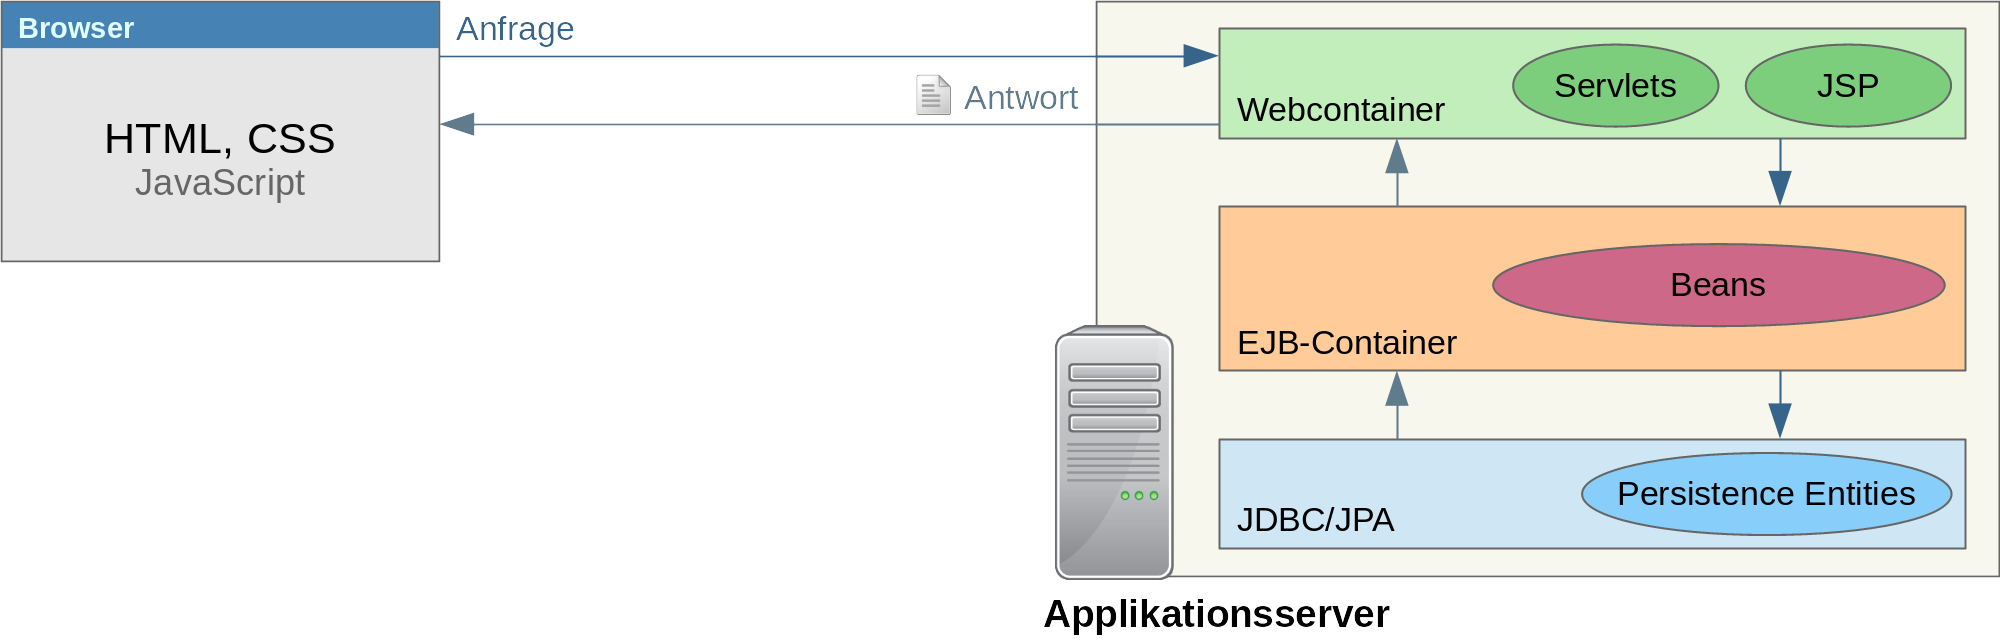 Browser
HTML, CSS
JavaScript
Anfrage
Antwort
Webcontainer
Servlets
JSP
EJB-Container
Beans
JDBC/JPA
Persistence Entities
Applikationsserver